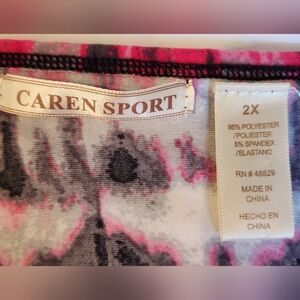 CAREN SPORT
2X
95% POLYESTER
/POLIESTER
5% SPANDEX
/ELASTANO
RN # 48829
MADE IN
CHINA
HECHO EN
CHINA